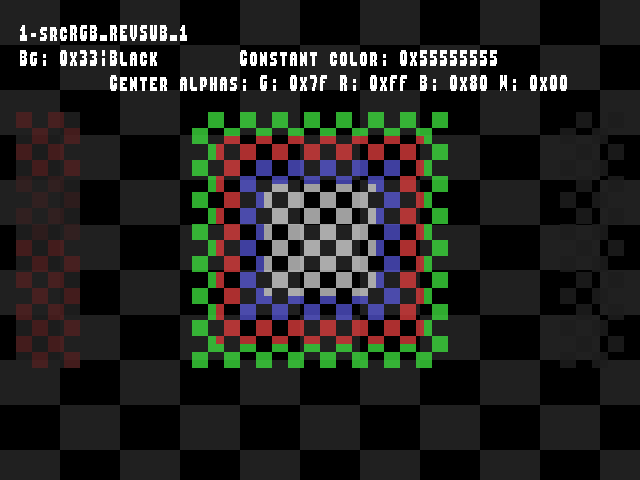 1-srcRGB_REVSUB_1
Bg: 0x33¦Black Constant color: 0x55555555
Center alphas: G: 0x7f R: 0xff B: 0x80 W: 0x00